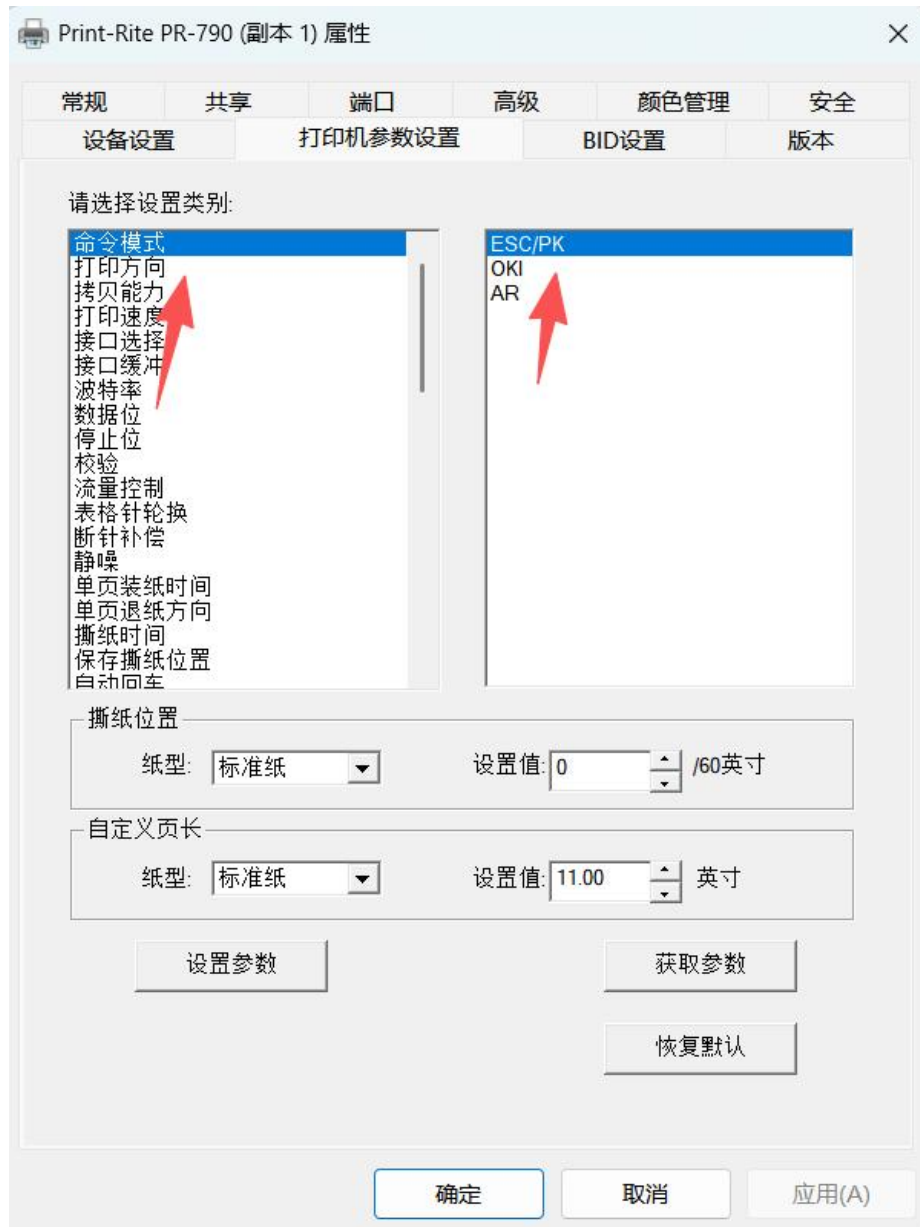 Print-Rite PR-790 (副本 1) 属性
常规 共享 端口 高级 颜色管理 安全
设备设置 打印机参数设置 BID设置 版本
请选择设置类别:
命令模式
打印方向
拷贝能力
打印速度
接口选择
接口缓冲
波特率
数据位
停止位
校验
流量控制
表格针轮换
断针补偿
静噪
单页装纸时间
单页退纸方向
撕纸时间
保存撕纸位置
自动回车
ESC/PK
OKI
AR
撕纸位置
纸型: 标准纸 设置值: 0 /60英寸
自定义页长
纸型: 标准纸 设置值: 11.00 英寸
设置参数 获取参数
恢复默认
确定 取消 应用(A)